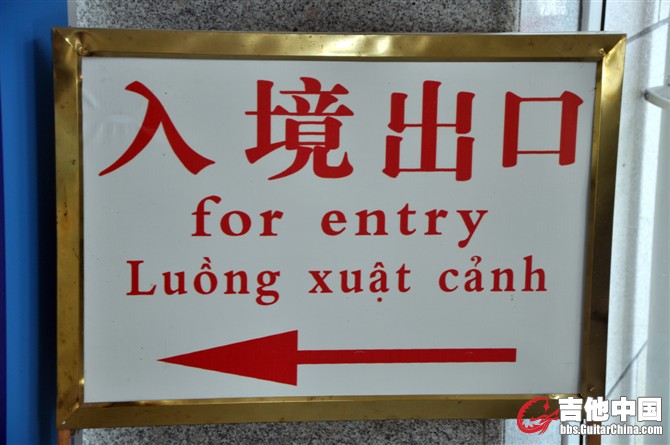 入境出口
for entry
Luồng xuất cảnh
吉他中国
bbs.GuitarChina.com